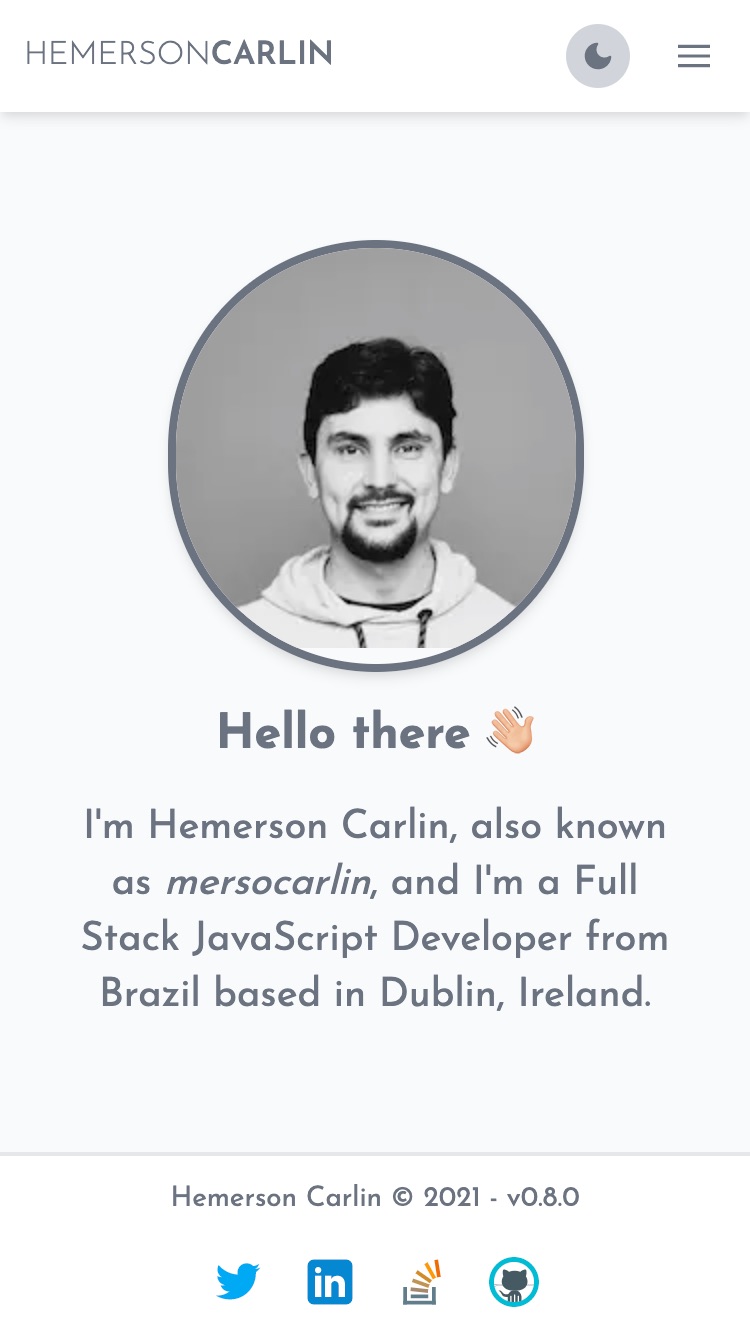 HEMERSONCARLIN
Hello there 👋
I'm Hemerson Carlin, also known
as mersocarlin, and I'm a Full
Stack JavaScript Developer from
Brazil based in Dublin, Ireland.
Hemerson Carlin © 2021 - v0.8.0
in